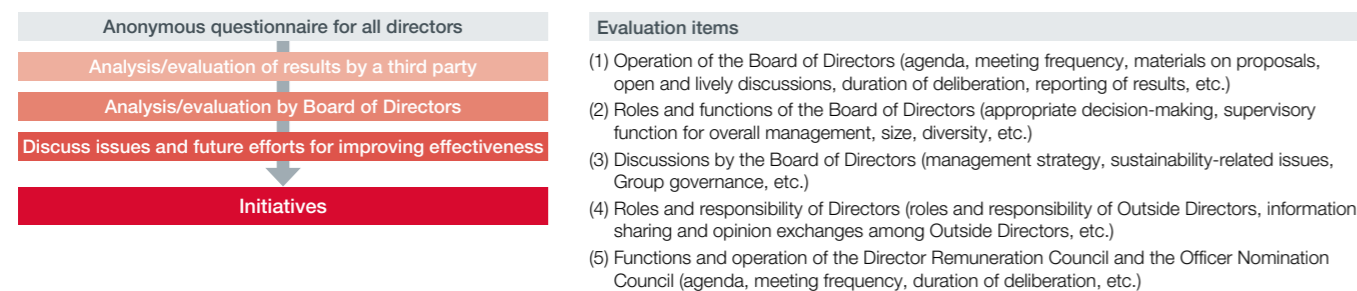 Anonymous questionnaire for all directors
Analysis/evaluation of results by a third party
Analysis/evaluation by Board of Directors
Discuss issues and future efforts for improving effectiveness
Initiatives
Evaluation items
(1) Operation of the Board of Directors (agenda, meeting frequency, materials on proposals,
open and lively discussions, duration of deliberation, reporting of results, etc.)
(2) Roles and functions of the Board of Directors (appropriate decision-making, supervisory
function for overall management, size, diversity, etc.)
(3) Discussions by the Board of Directors (management strategy, sustainability-related issues,
Group governance, etc.)
(4) Roles and responsibility of Directors (roles and responsibility of Outside Directors, information
sharing and opinion exchanges among Outside Directors, etc.)
(5) Functions and operation of the Director Remuneration Council and the Officer Nomination
Council (agenda, meeting frequency, duration of deliberation, etc.)